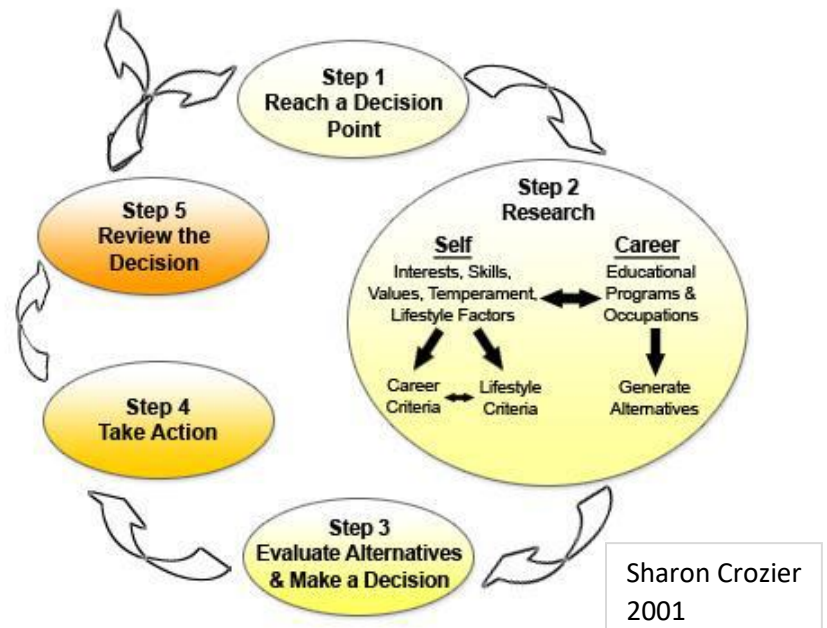 Step 1
Reach a Decision
Point
Step 2
Research
Self
Interests, Skills,
Values, Temperament,
Lifestyle Factors
Career
Educational
Programs &
Occupations
Career
Criteria
Lifestyle
Criteria
Generate
Alternatives
Step 3
Evaluate Alternatives
& Make a Decision
Step 4
Take Action
Step 5
Review the
Decision
Sharon Crozier
2001